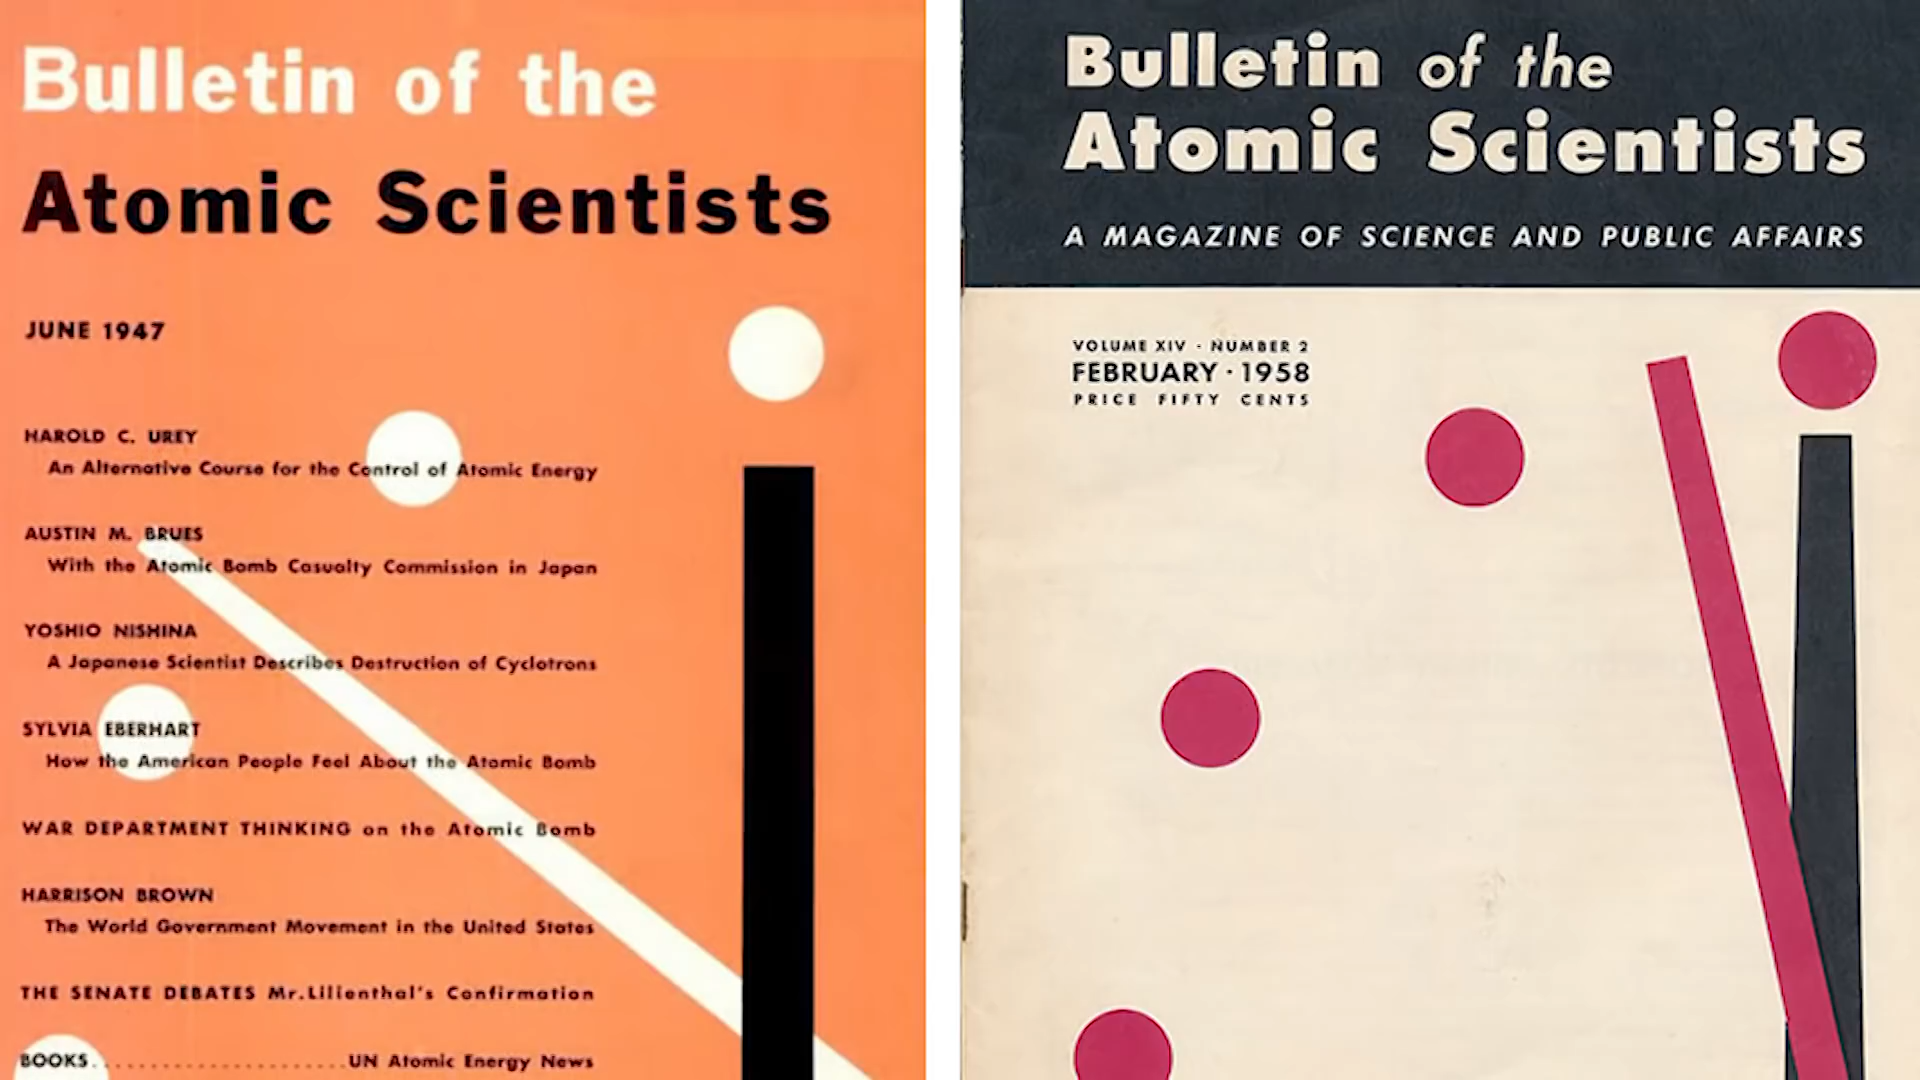 Bulletin of the
Atomic Scientists
JUNE 1947
HAROLD C. UREY
An Alternative Course for the Control of Atomic Energy
AUSTIN M. BRUES
With the Atomic Bomb Casualty Commission in Japan
YOSHIO NISHINA
A Japanese Scientist Describes Destruction of Cyclotrons
SYLVIA EBERHART
How the American People Feel About the Atomic Bomb
WAR DEPARTMENT THINKING on the Atomic Bomb
HARRISON BROWN
The World Government Movement in the United States
THE SENATE DEBATES Mr. Lilienthal's Confirmation
BOOKS......................UN Atomic Energy News
Bulletin of the
Atomic Scientists
A MAGAZINE OF SCIENCE AND PUBLIC AFFAIRS
VOLUME XIV · NUMBER 2
FEBRUARY · 1958
PRICE FIFTY CENTS